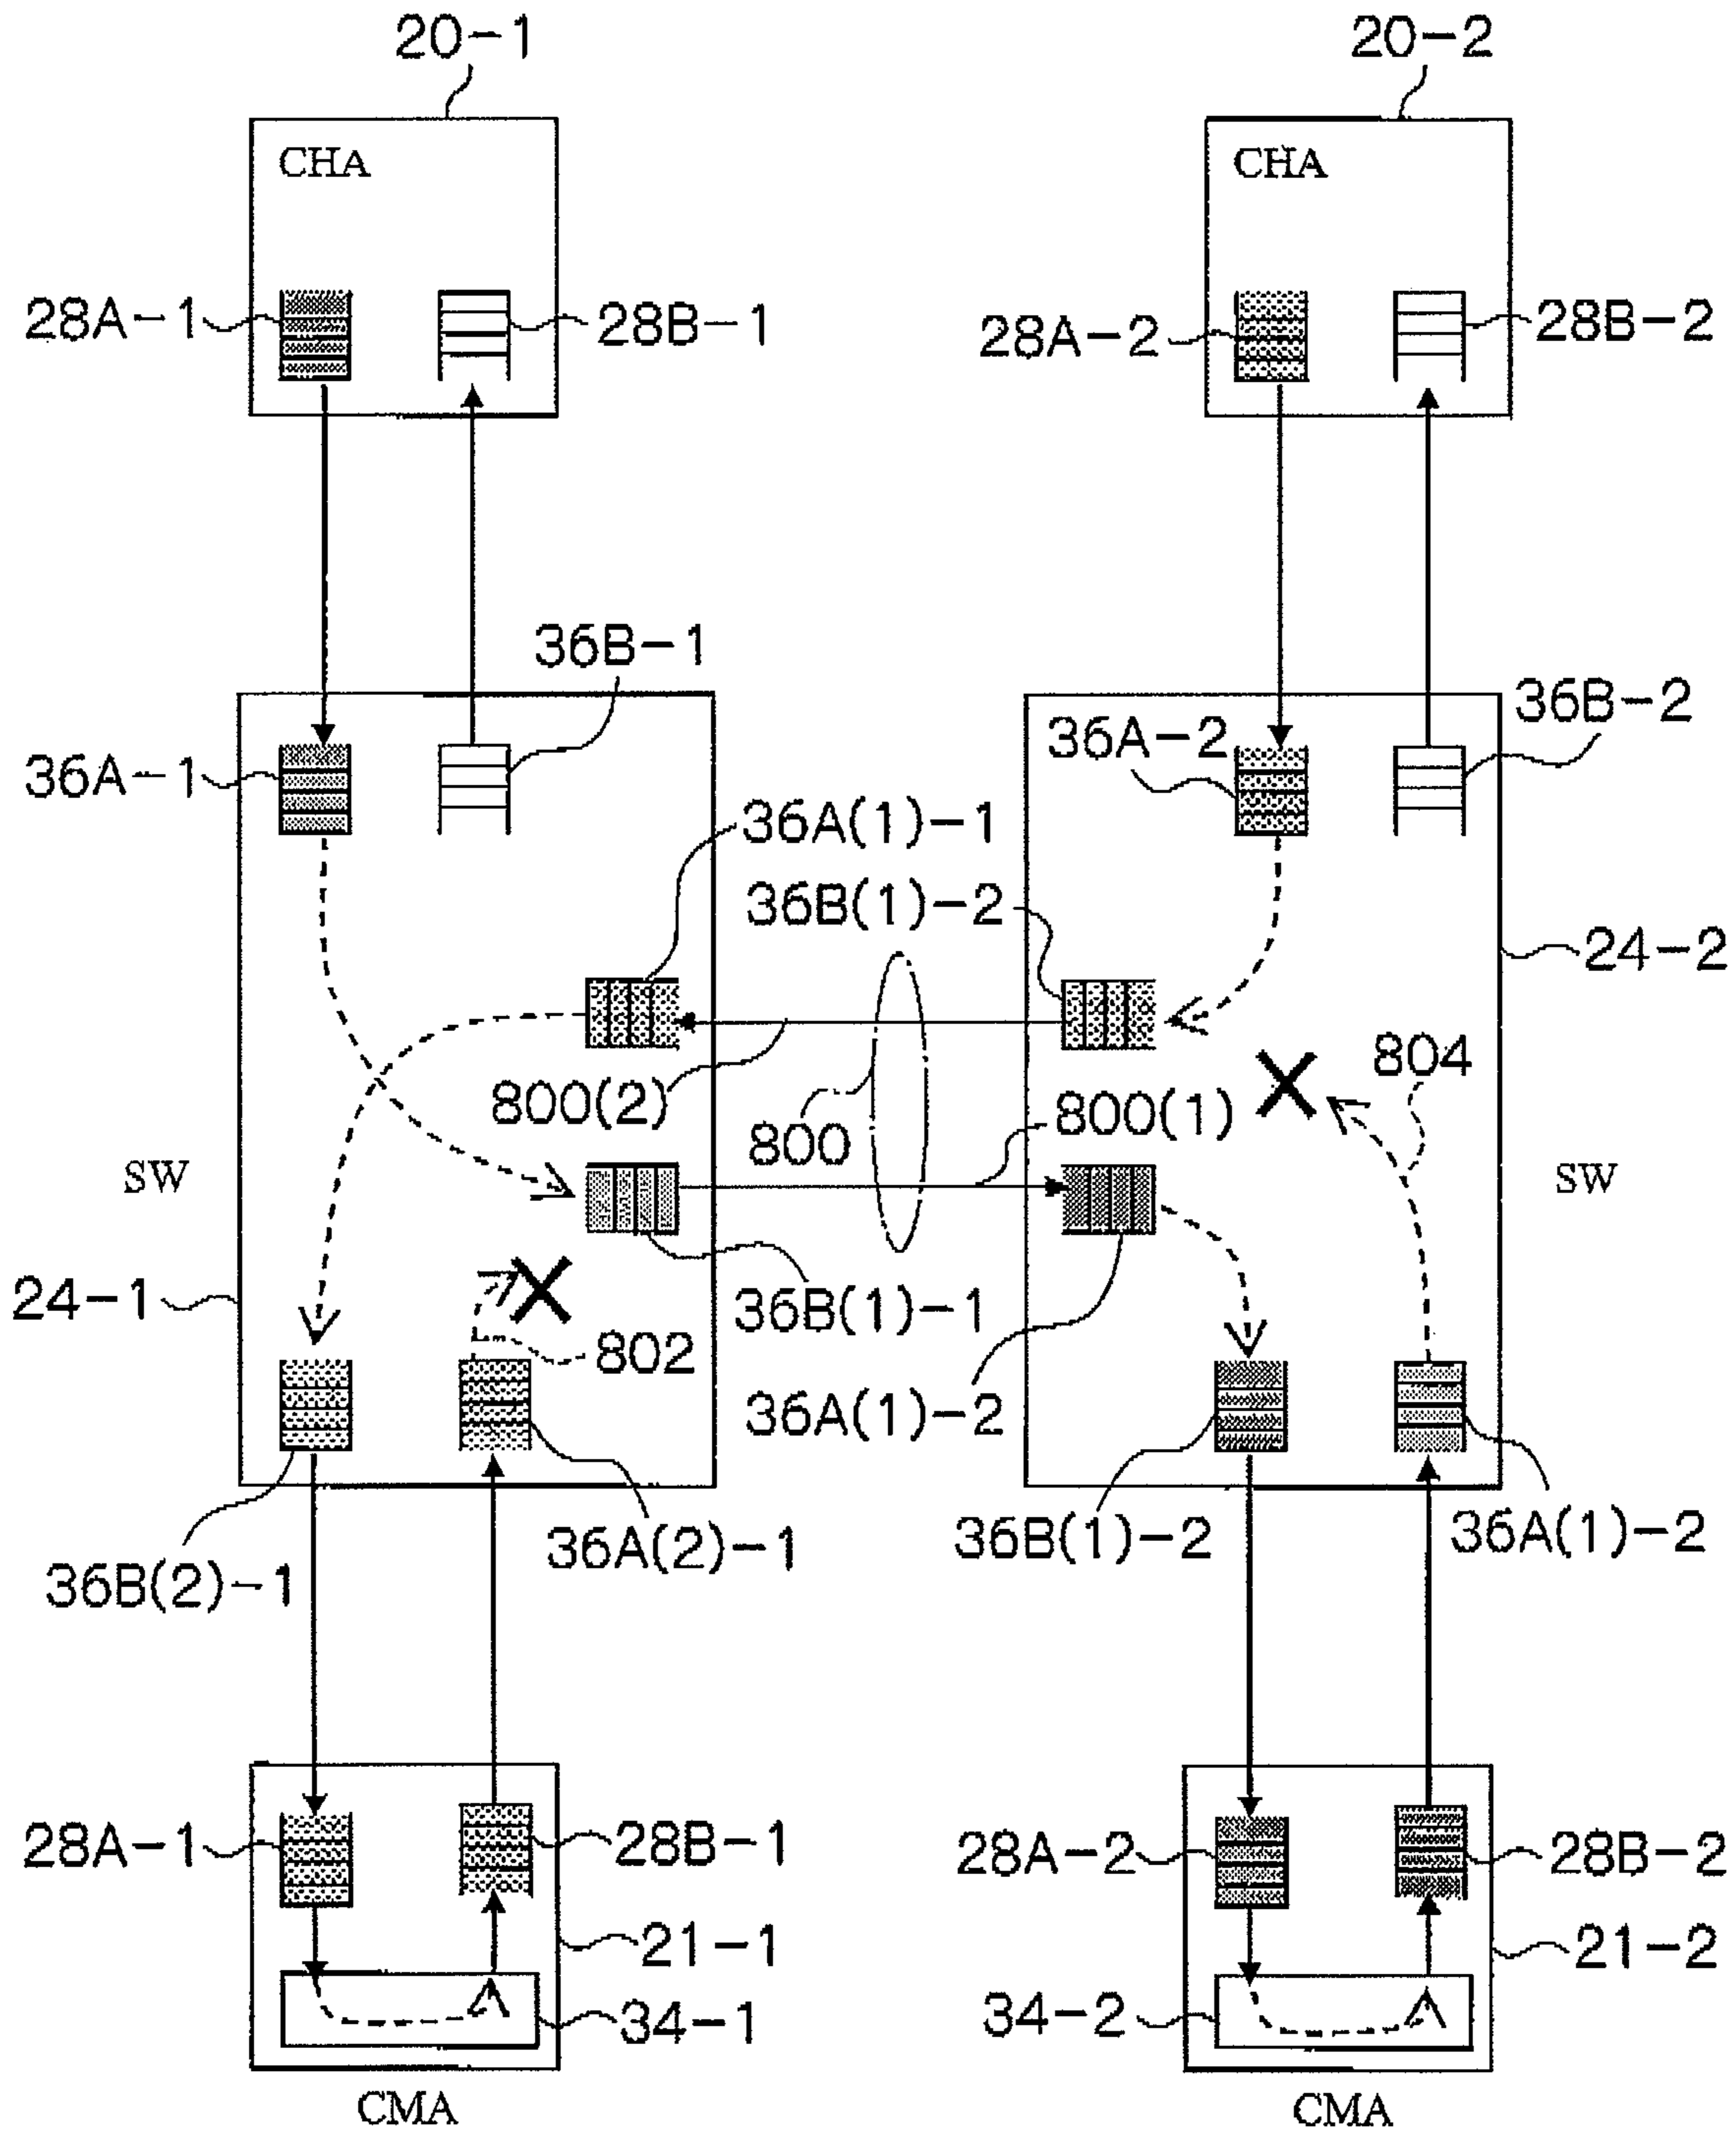 20-1 20-2
CHA CHA
28A-1 28B-1 28A-2 28B-2
36B-1 36B-2
36A-1 36A-2
36A(1)-1
36B(1)-2
24-2
800(2) 800 800(1) 804
SW SW
24-1 36B(1)-1
802
36A(1)-2
36B(2)-1 36A(2)-1 36B(1)-2 36A(1)-2
28A-1 28B-1 28A-2 28B-2
21-1 21-2
34-1 34-2
CMA CMA